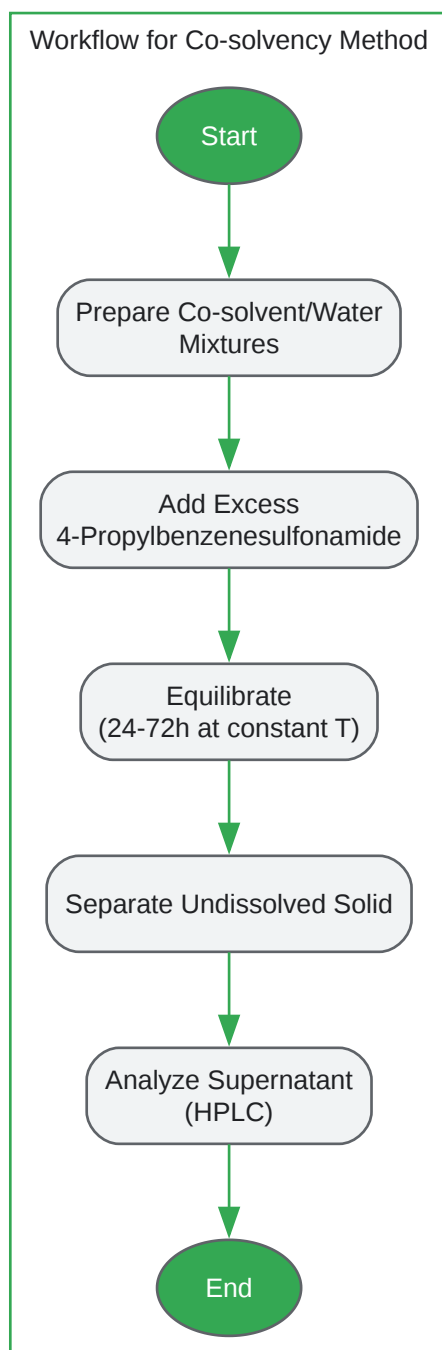 Workflow for Co-solvency Method
Start
Prepare Co-solvent/Water
Mixtures
Add Excess
4-Propylbenzenesulfonamide
Equilibrate
(24-72h at constant T)
Separate Undissolved Solid
Analyze Supernatant
(HPLC)
End